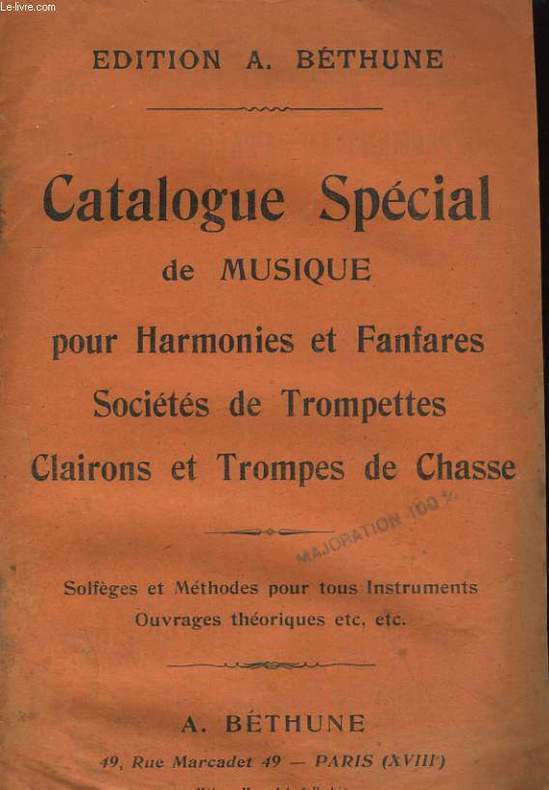 Le-livre.com
EDITION A. BÉTHUNE
Catalogue Spécial
de MUSIQUE
pour Harmonies et Fanfares
Sociétés de Trompettes
Clairons et Trompes de Chasse
MAJORATION 100 %
Solfèges et Méthodes pour tous Instruments
Ouvrages théoriques etc, etc.
A. BÉTHUNE
49, Rue Marcadet 49 — PARIS (XVIIIᵉ)